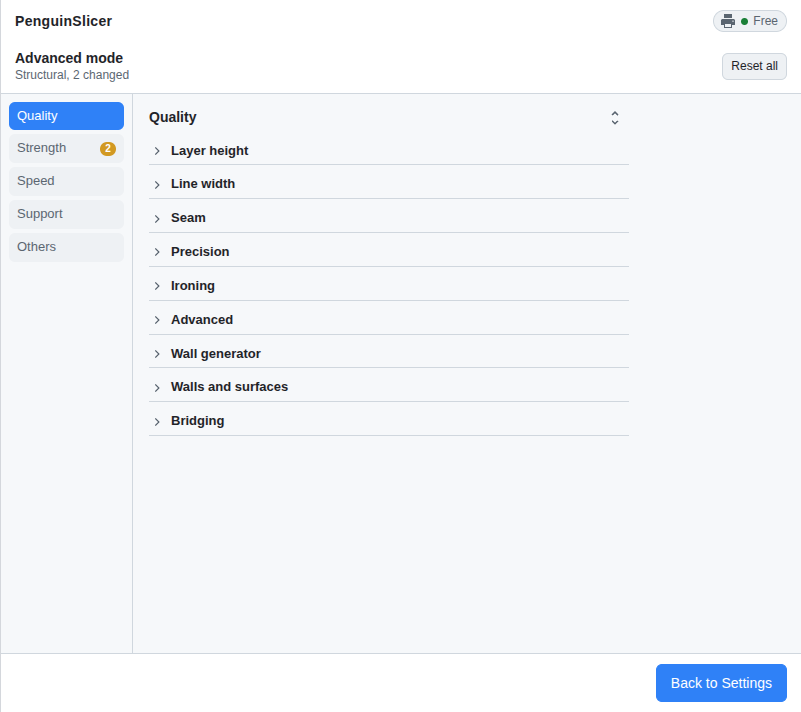 PenguinSlicer
Free
Advanced mode
Structural, 2 changed
Reset all
Quality
Strength 2
Speed
Support
Others
Quality
Layer height
Line width
Seam
Precision
Ironing
Advanced
Wall generator
Walls and surfaces
Bridging
Back to Settings